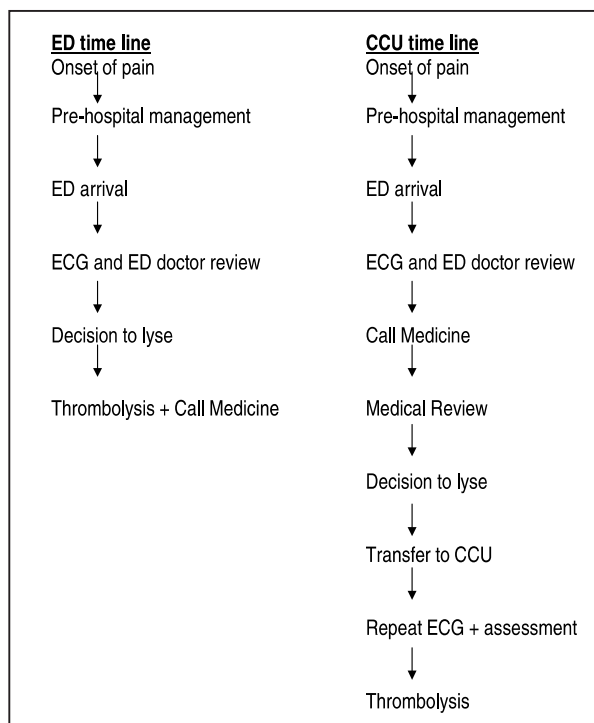 ED time line
Onset of pain
Pre-hospital management
ED arrival
ECG and ED doctor review
Decision to lyse
Thrombolysis + Call Medicine
CCU time line
Onset of pain
Pre-hospital management
ED arrival
ECG and ED doctor review
Call Medicine
Medical Review
Decision to lyse
Transfer to CCU
Repeat ECG + assessment
Thrombolysis